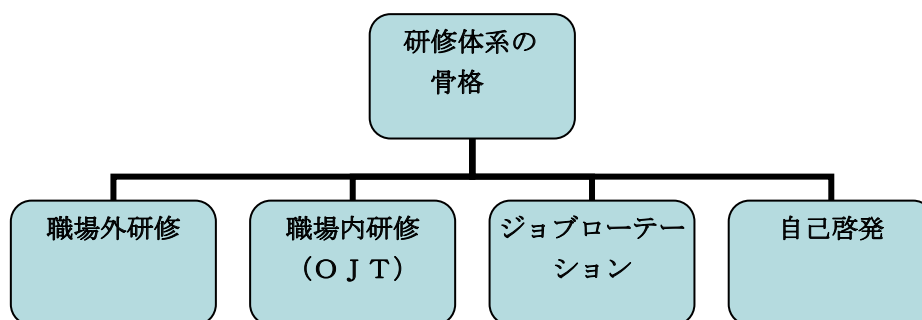 研修体系の
骨格
職場外研修
職場内研修
（ＯＪＴ）
ジョブローテー
ション
自己啓発